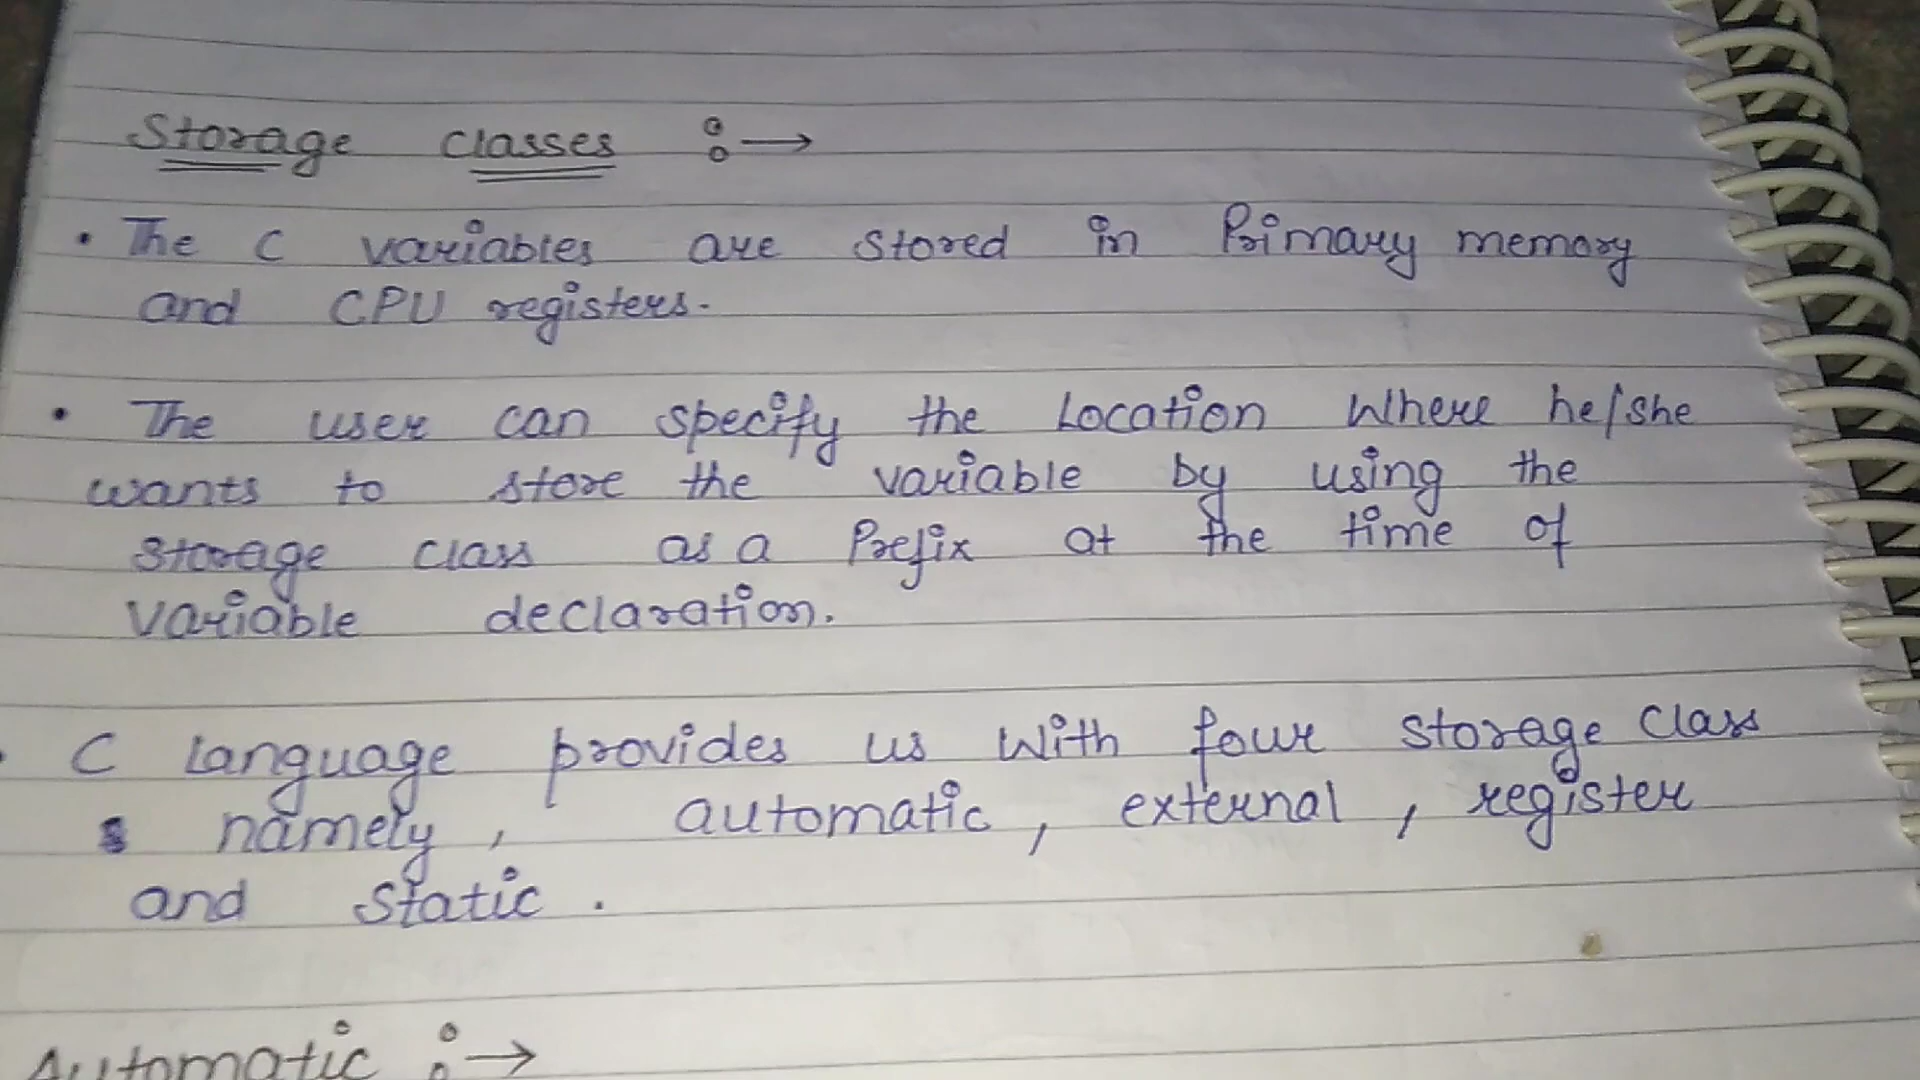 Storage classes :→
• The C variables are stored in Primary memory
and CPU registers.
• The user can specify the Location Where he/she
wants to store the variable by using the
storage class as a Prefix at the time of
Variable declaration.
• C Language provides us With four storage Class
namely, automatic, external, register
and static.
Automatic :→